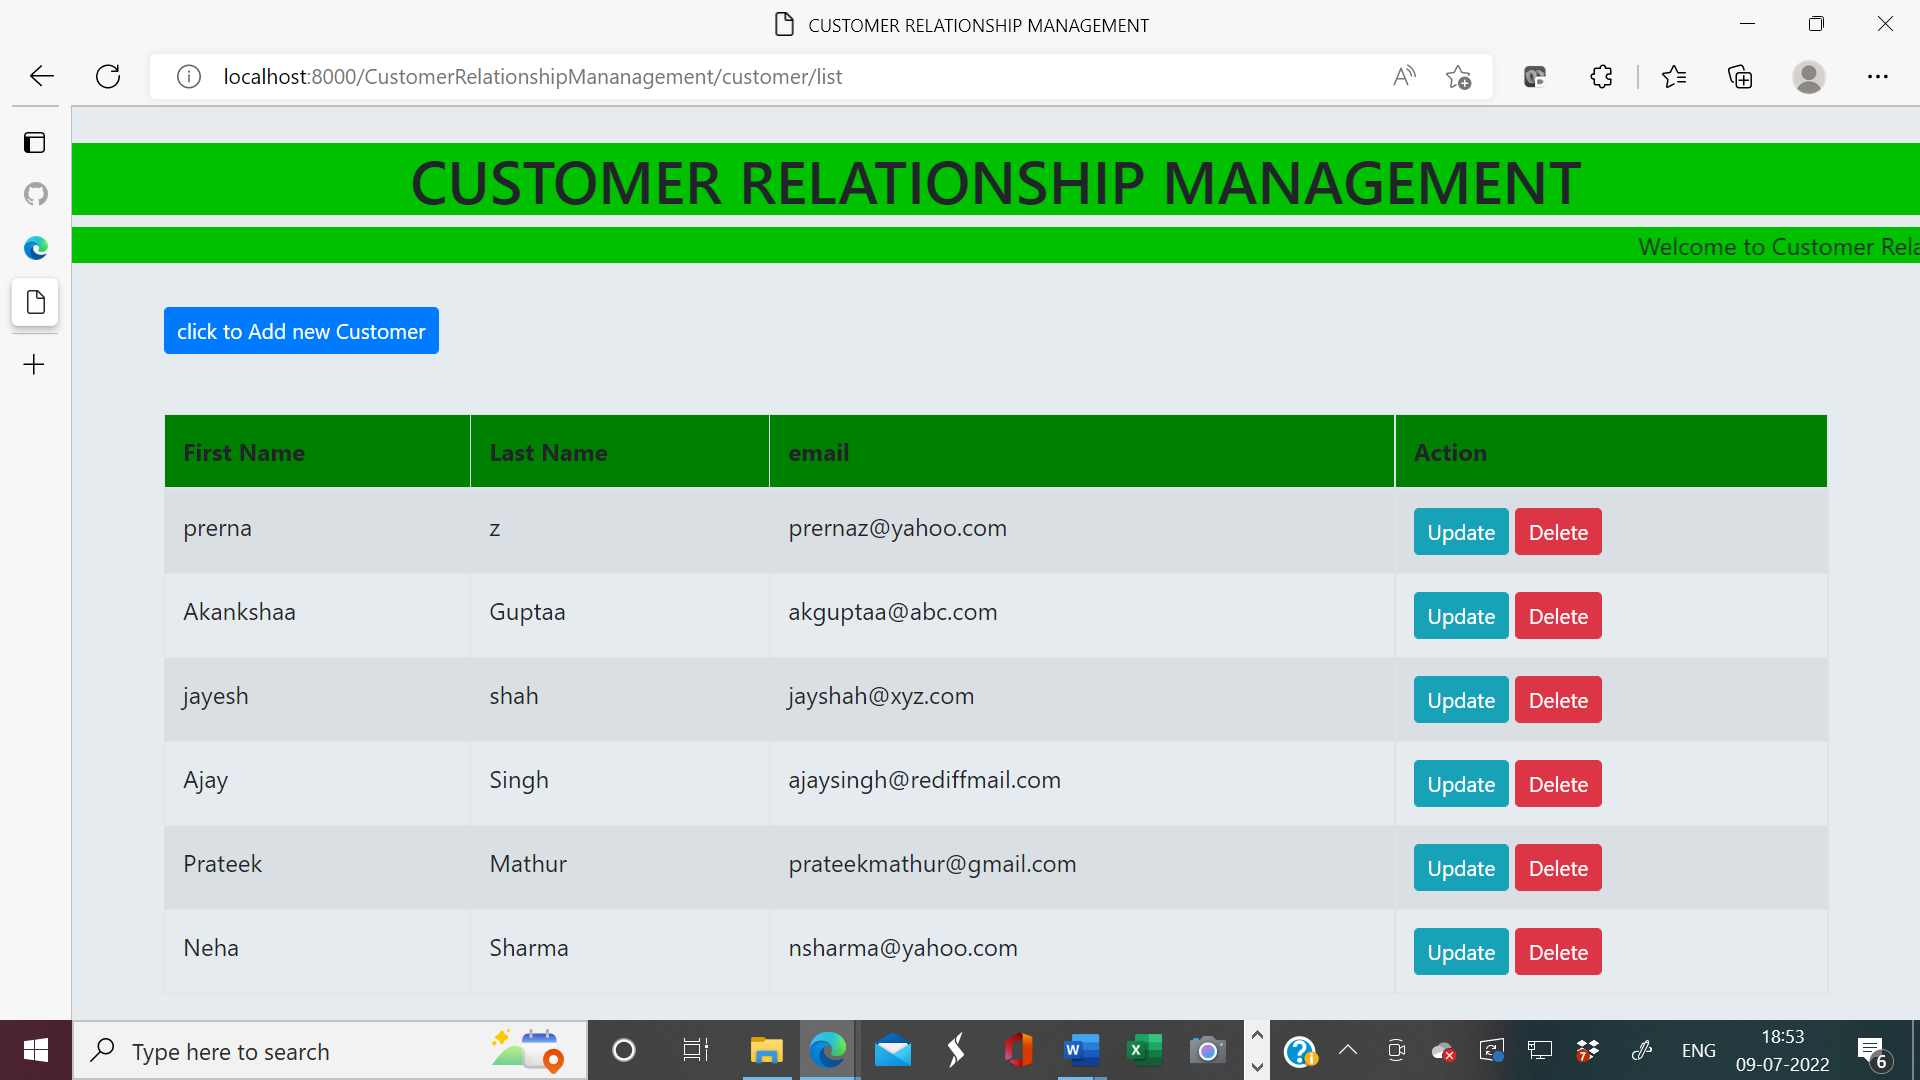 CUSTOMER RELATIONSHIP MANAGEMENT
localhost:8000/CustomerRelationshipMananagement/customer/list
CUSTOMER RELATIONSHIP MANAGEMENT
Welcome to Customer Rela
click to Add new Customer
First Name Last Name email Action
prerna z prernaz@yahoo.com Update Delete
Akankshaa Guptaa akguptaa@abc.com Update Delete
jayesh shah jayshah@xyz.com Update Delete
Ajay Singh ajaysingh@rediffmail.com Update Delete
Prateek Mathur prateekmathur@gmail.com Update Delete
Neha Sharma nsharma@yahoo.com Update Delete
Type here to search
7
ENG
18:53
09-07-2022
6